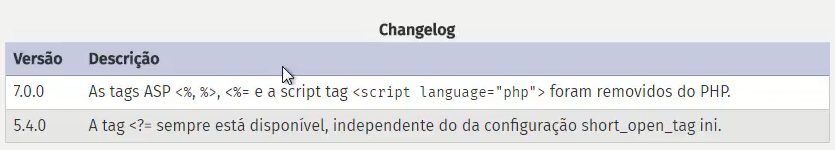 Changelog
Versão Descrição
7.0.0 As tags ASP <%, %>, <%= e a script tag <script language="php"> foram removidos do PHP.
5.4.0 A tag <?= sempre está disponível, independente do da configuração short_open_tag ini.